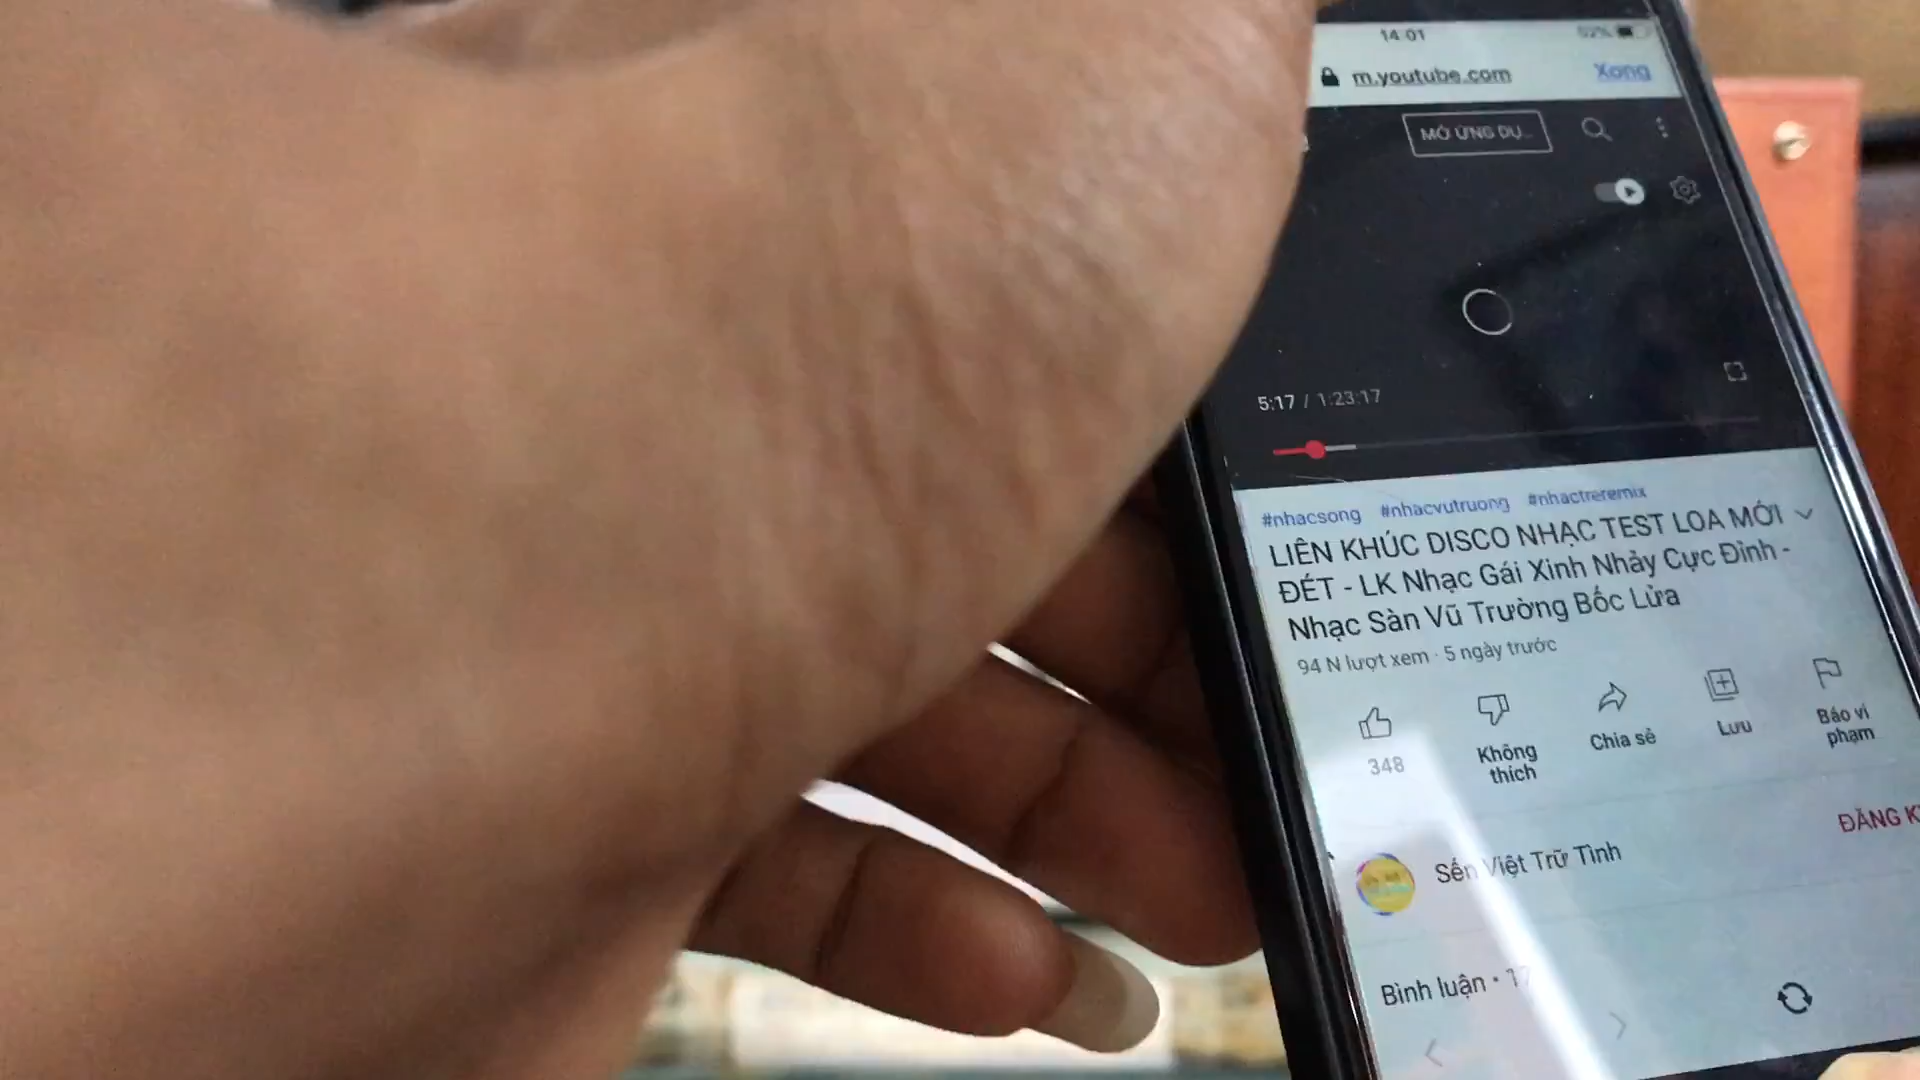 14:01
52%
m.youtube.com
Xong
MỞ ỨNG DỤ...
5:17 / 1:23:17
#nhacsong #nhacvutruong #nhactreremix
LIÊN KHÚC DISCO NHẠC TEST LOA MỚI
ĐÉT - LK Nhạc Gái Xinh Nhảy Cực Đỉnh -
Nhạc Sàn Vũ Trường Bốc Lửa
94 N lượt xem · 5 ngày trước
348
Không
thích
Chia sẻ
Lưu
Báo vi
phạm
ĐĂNG K
Sến Việt Trữ Tình
Bình luận · 17